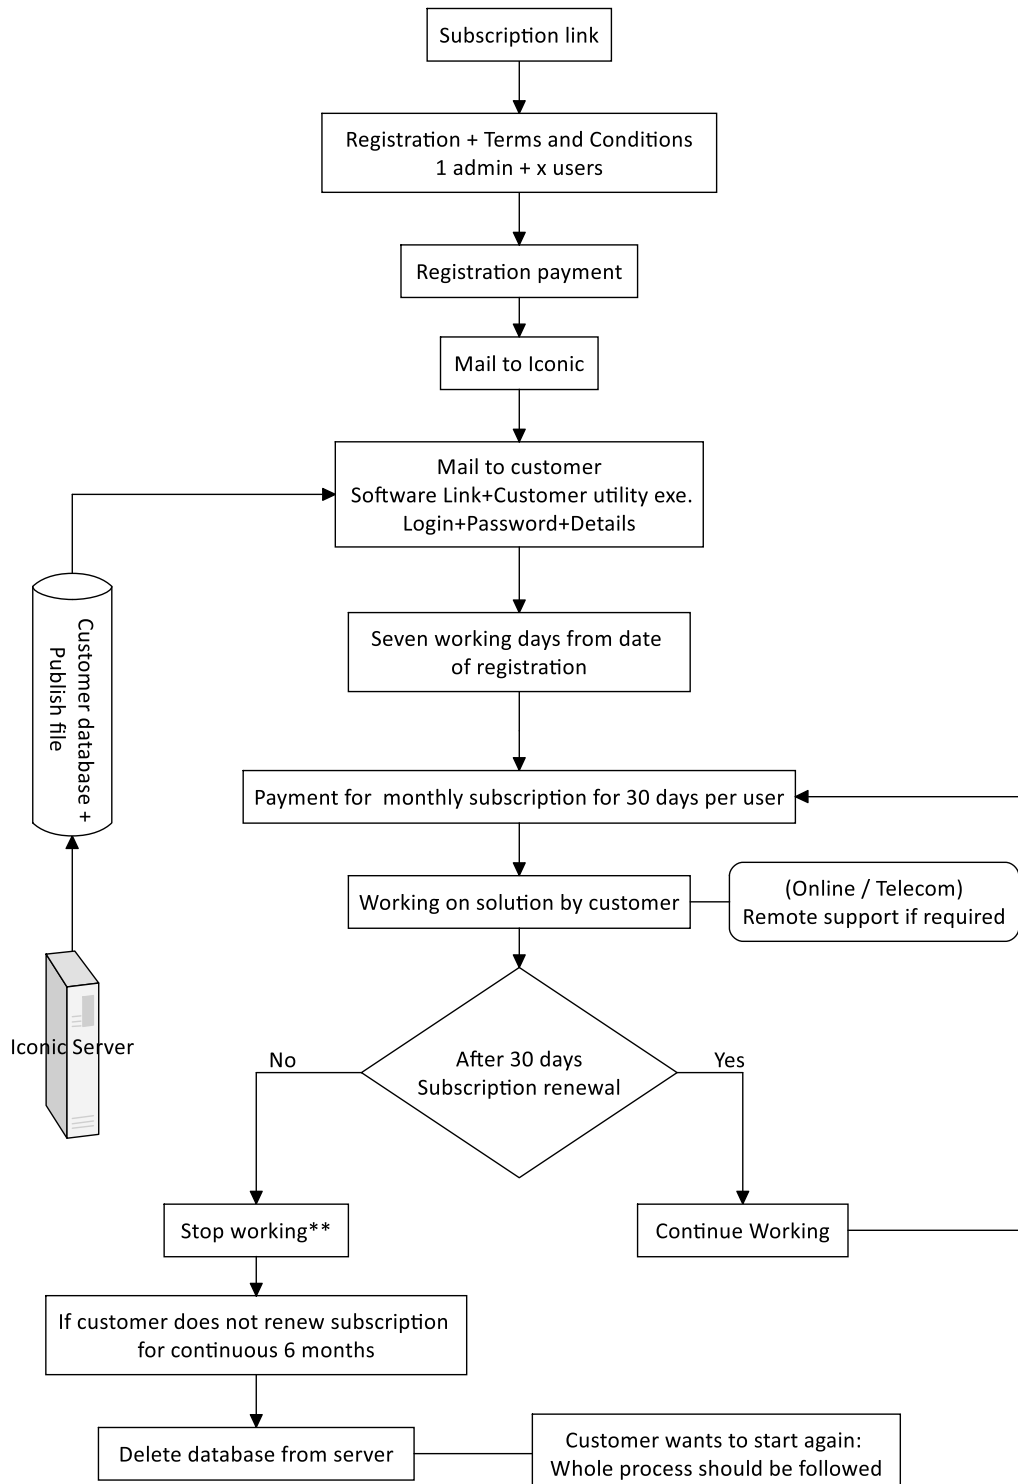 Subscription link
Registration + Terms and Conditions
1 admin + x users
Registration payment
Mail to Iconic
Mail to customer
Software Link+Customer utility exe.
Login+Password+Details
Customer database +
Publish file
Seven working days from date
of registration
Payment for  monthly subscription for 30 days per user
Working on solution by customer
(Online / Telecom)
Remote support if required
Iconic Server
After 30 days
Subscription renewal
No
Yes
Stop working**
Continue Working
If customer does not renew subscription
for continuous 6 months
Delete database from server
Customer wants to start again:
Whole process should be followed